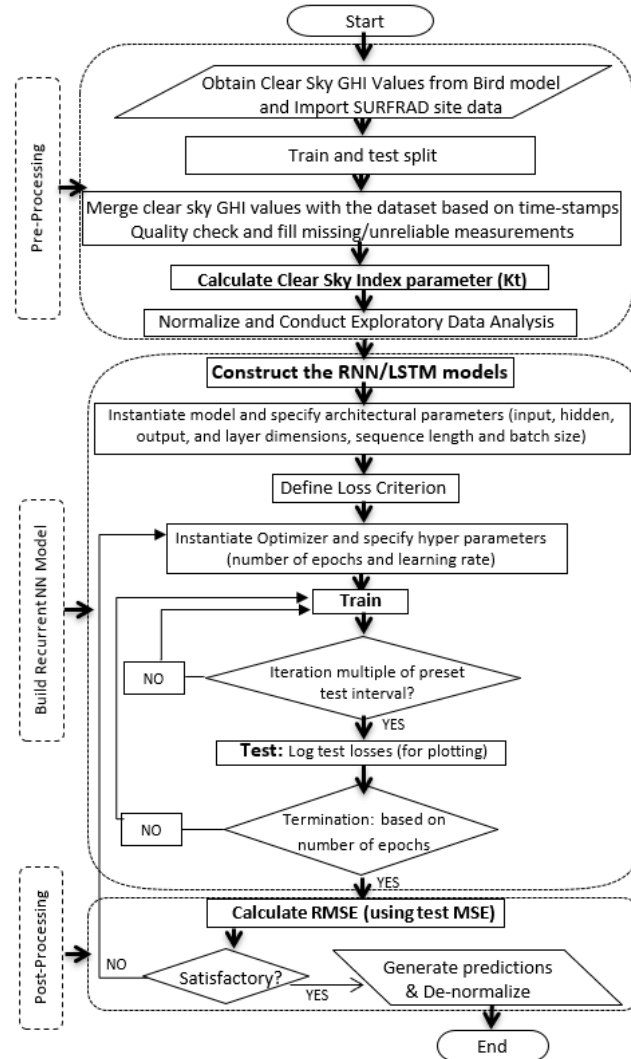 Start
Pre-Processing
Obtain Clear Sky GHI Values from Bird model
and Import SURFRAD site data
Train and test split
Merge clear sky GHI values with the dataset based on time-stamps
Quality check and fill missing/unreliable measurements
Calculate Clear Sky Index parameter (Kt)
Normalize and Conduct Exploratory Data Analysis
Build Recurrent NN Model
Construct the RNN/LSTM models
Instantiate model and specify architectural parameters (input, hidden,
output, and layer dimensions, sequence length and batch size)
Define Loss Criterion
Instantiate Optimizer and specify hyper parameters
(number of epochs and learning rate)
Train
NO
Iteration multiple of preset
test interval?
YES
Test: Log test losses (for plotting)
NO
Termination: based on
number of epochs
YES
Post-Processing
Calculate RMSE (using test MSE)
NO
Satisfactory?
YES
Generate predictions
& De-normalize
End